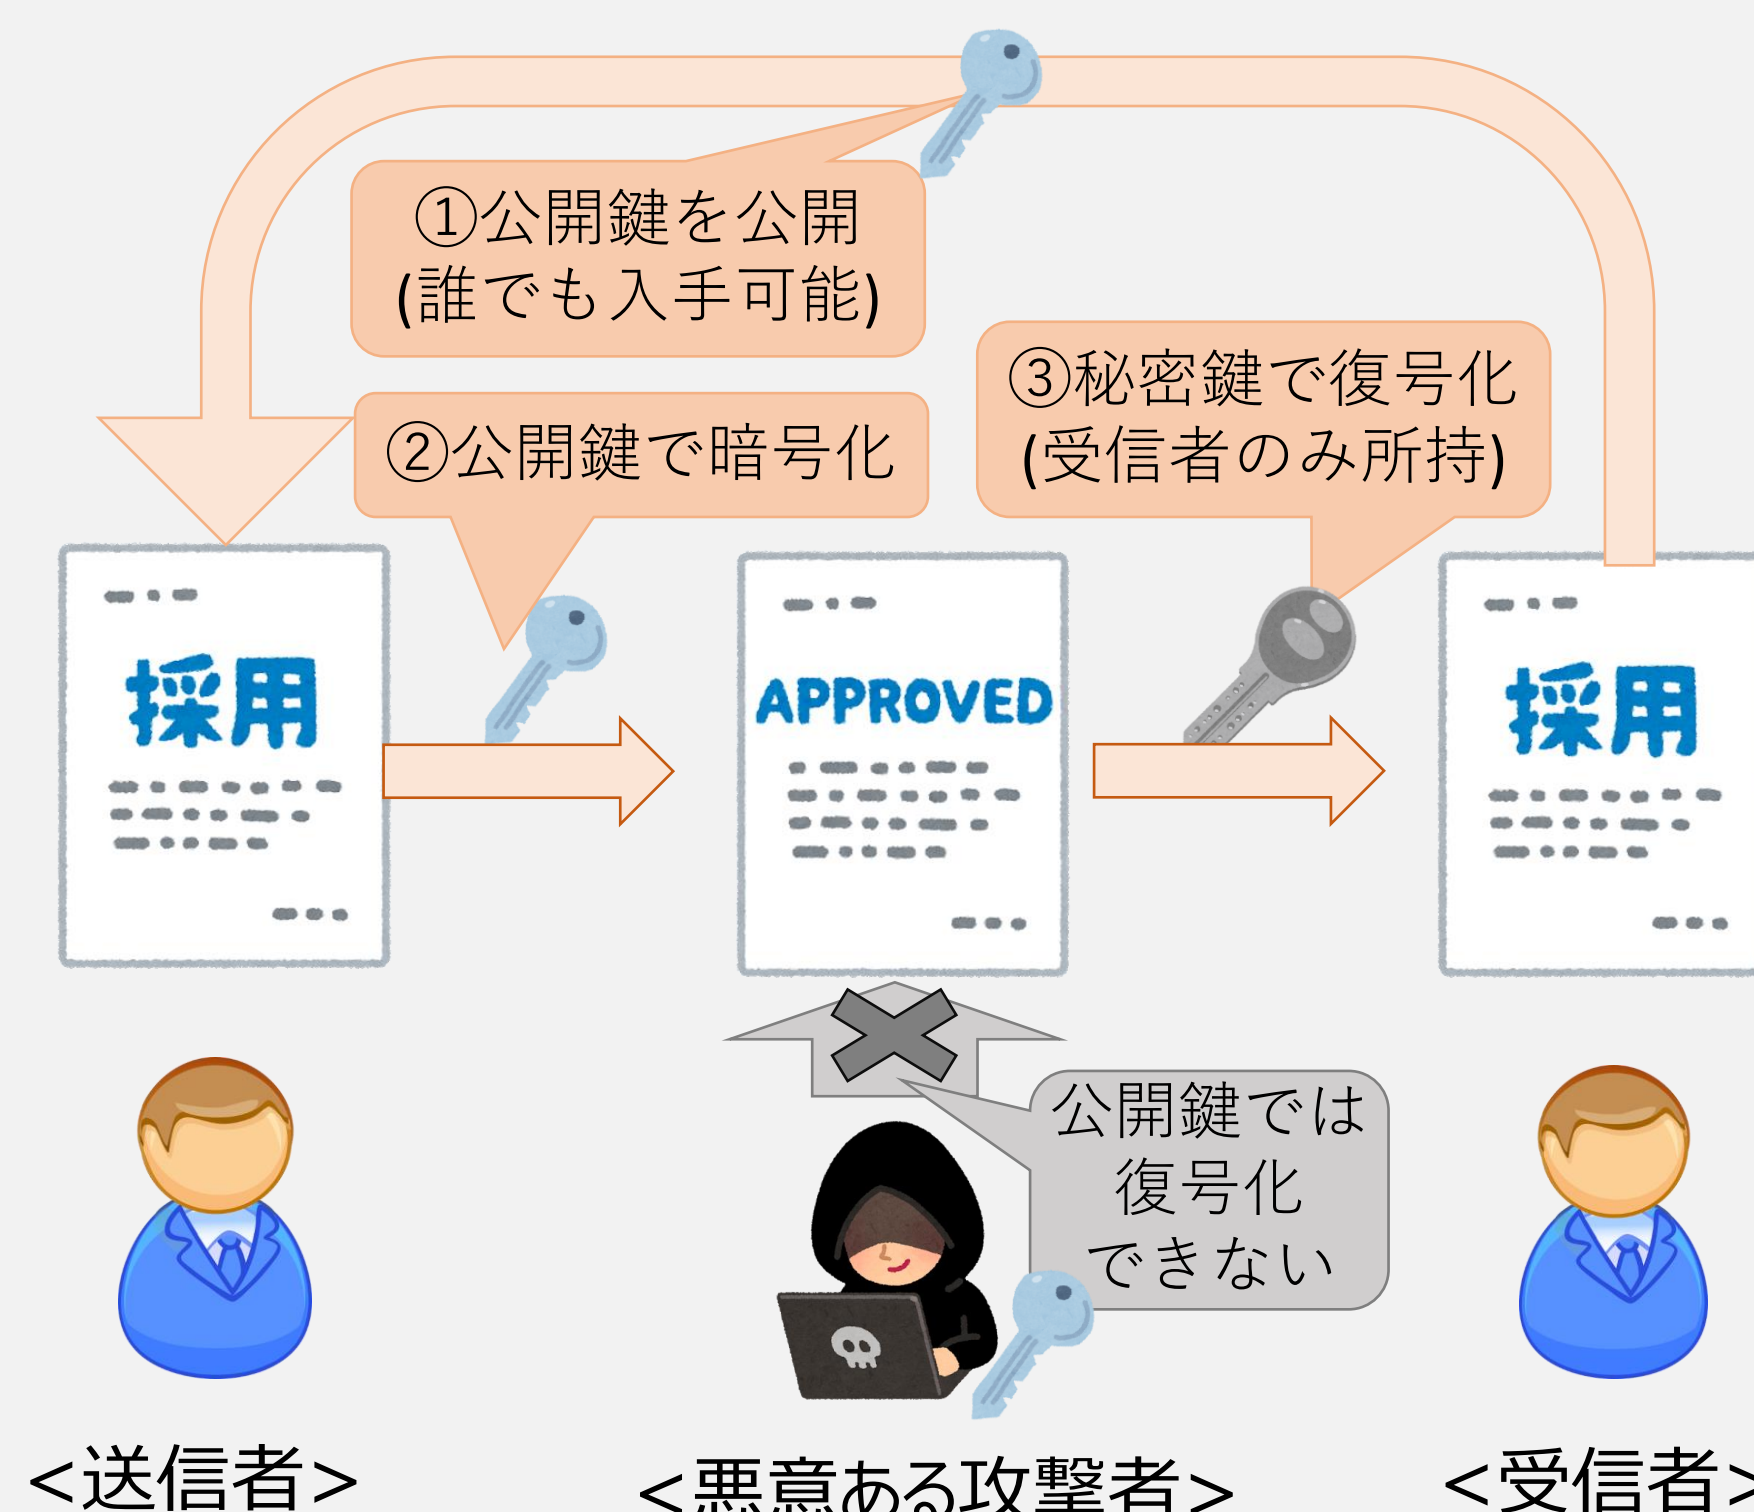 ①公開鍵を公開
(誰でも入手可能)
③秘密鍵で復号化
(受信者のみ所持)
②公開鍵で暗号化
採用
APPROVED
採用
公開鍵では
復号化
できない
<送信者>
<悪意ある攻撃者>
<受信者>